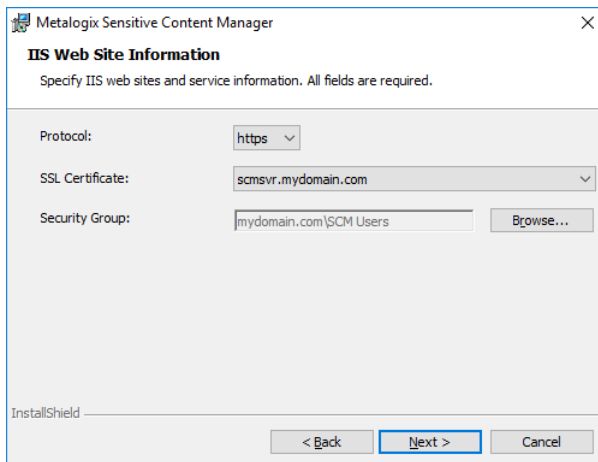 Metalogix Sensitive Content Manager
IIS Web Site Information
Specify IIS web sites and service information. All fields are required.
Protocol:
https
SSL Certificate:
scmsvr.mydomain.com
Security Group:
mydomain.com\SCM Users
Browse...
InstallShield
< Back
Next >
Cancel